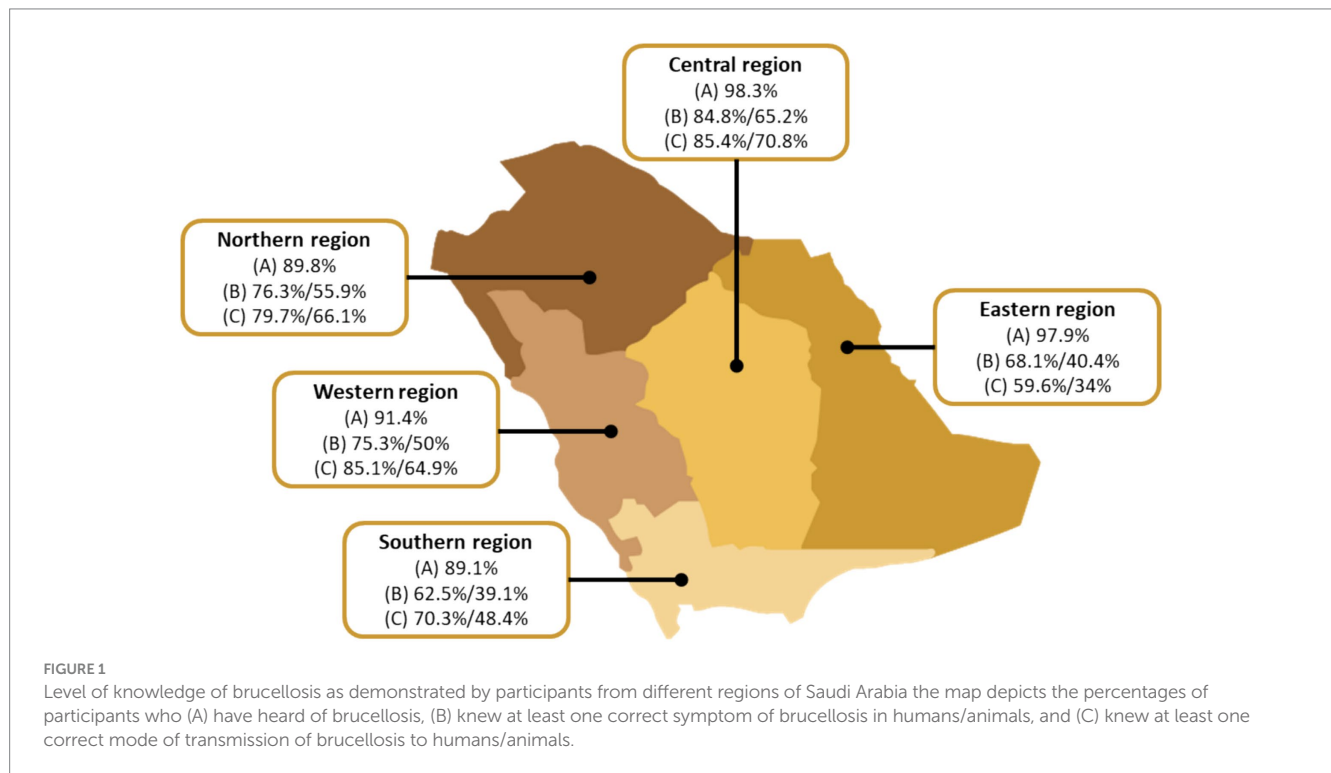 Central region
(A) 98.3%
(B) 84.8%/65.2%
(C) 85.4%/70.8%
Northern region
(A) 89.8%
(B) 76.3%/55.9%
(C) 79.7%/66.1%
Eastern region
(A) 97.9%
(B) 68.1%/40.4%
(C) 59.6%/34%
Western region
(A) 91.4%
(B) 75.3%/50%
(C) 85.1%/64.9%
Southern region
(A) 89.1%
(B) 62.5%/39.1%
(C) 70.3%/48.4%
FIGURE 1
Level of knowledge of brucellosis as demonstrated by participants from different regions of Saudi Arabia the map depicts the percentages of
participants who (A) have heard of brucellosis, (B) knew at least one correct symptom of brucellosis in humans/animals, and (C) knew at least one
correct mode of transmission of brucellosis to humans/animals.